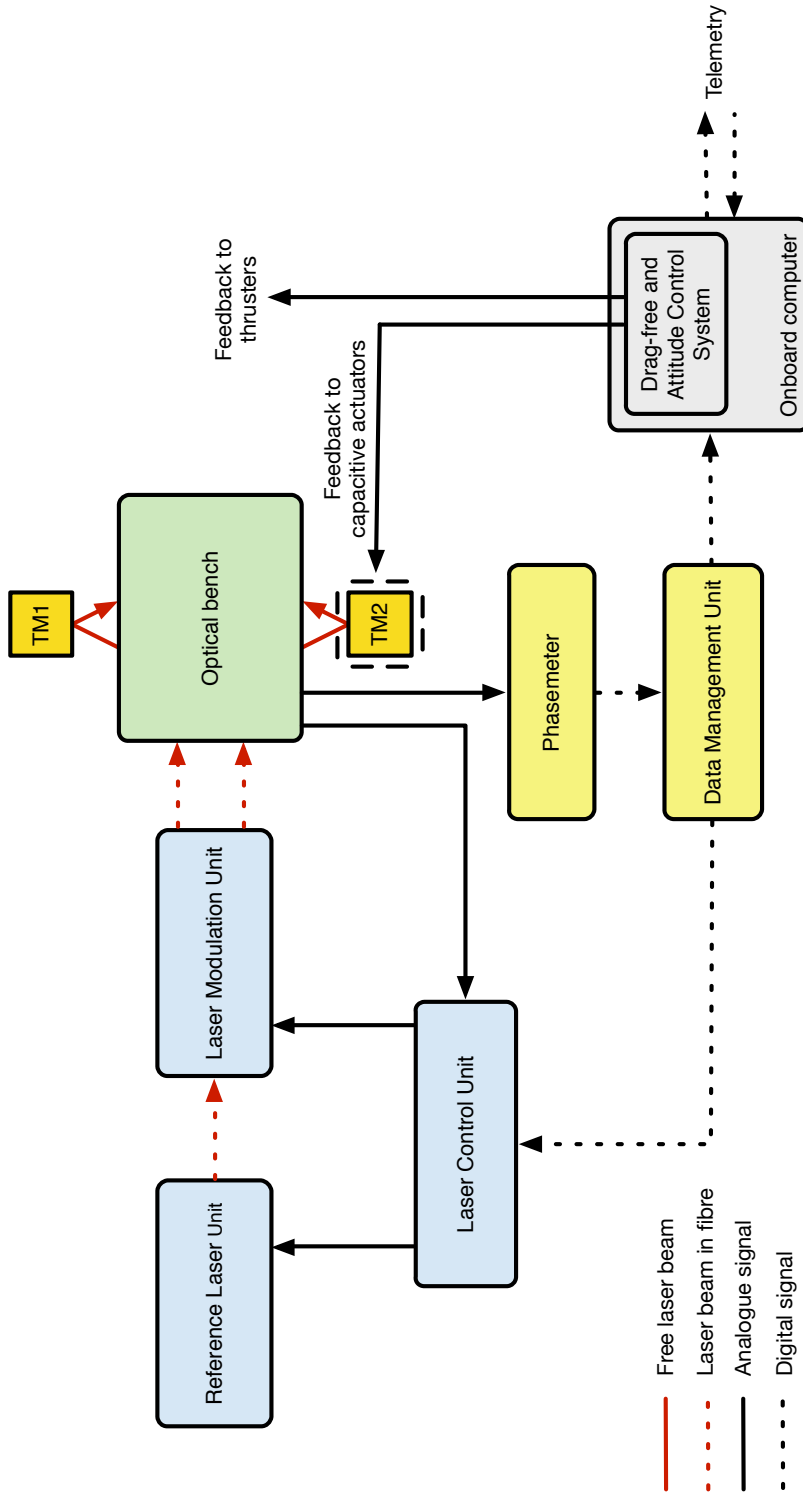 TM1
Reference Laser Unit
Laser Modulation Unit
Optical bench
Feedback to
thrusters
TM2
Feedback to
capacitive actuators
Laser Control Unit
Phasemeter
Data Management Unit
Drag-free and
Attitude Control
System
Onboard computer
Telemetry
Free laser beam
Laser beam in fibre
Analogue signal
Digital signal